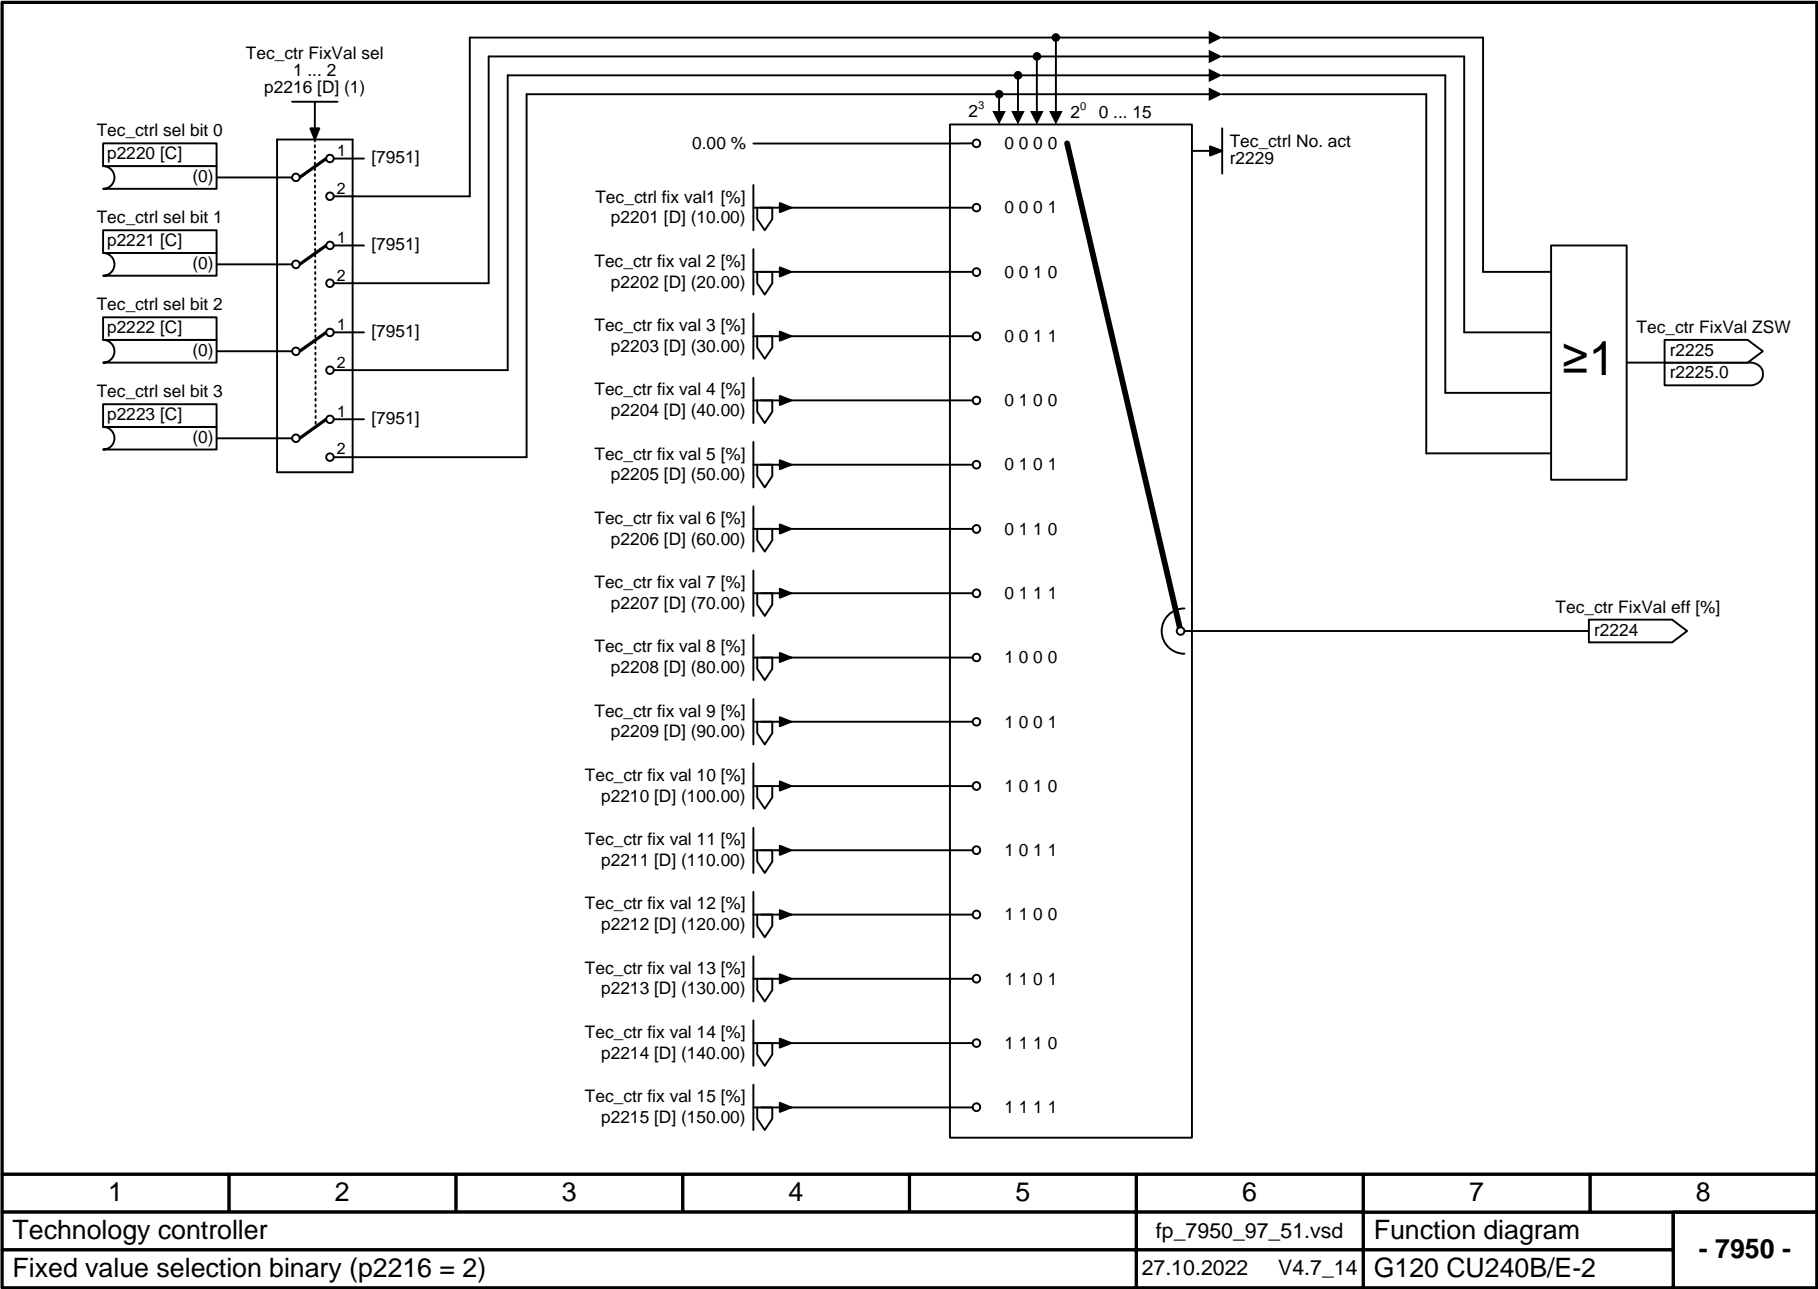 Tec_ctr FixVal sel
1 ... 2
p2216 [D] (1)
Tec_ctrl sel bit 0
p2220 [C]
(0)
1
[7951]
2
Tec_ctrl sel bit 1
p2221 [C]
(0)
1
[7951]
2
Tec_ctrl sel bit 2
p2222 [C]
(0)
1
[7951]
2
Tec_ctrl sel bit 3
p2223 [C]
(0)
1
[7951]
2
2³ 2⁰ 0 ... 15
0.00 %
0 0 0 0
Tec_ctrl No. act
r2229
Tec_ctrl fix val1 [%]
p2201 [D] (10.00)
0 0 0 1
Tec_ctr fix val 2 [%]
p2202 [D] (20.00)
0 0 1 0
Tec_ctr fix val 3 [%]
p2203 [D] (30.00)
0 0 1 1
Tec_ctr fix val 4 [%]
p2204 [D] (40.00)
0 1 0 0
Tec_ctr fix val 5 [%]
p2205 [D] (50.00)
0 1 0 1
Tec_ctr fix val 6 [%]
p2206 [D] (60.00)
0 1 1 0
Tec_ctr fix val 7 [%]
p2207 [D] (70.00)
0 1 1 1
Tec_ctr fix val 8 [%]
p2208 [D] (80.00)
1 0 0 0
Tec_ctr fix val 9 [%]
p2209 [D] (90.00)
1 0 0 1
Tec_ctr fix val 10 [%]
p2210 [D] (100.00)
1 0 1 0
Tec_ctr fix val 11 [%]
p2211 [D] (110.00)
1 0 1 1
Tec_ctr fix val 12 [%]
p2212 [D] (120.00)
1 1 0 0
Tec_ctr fix val 13 [%]
p2213 [D] (130.00)
1 1 0 1
Tec_ctr fix val 14 [%]
p2214 [D] (140.00)
1 1 1 0
Tec_ctr fix val 15 [%]
p2215 [D] (150.00)
1 1 1 1
≥1
Tec_ctr FixVal ZSW
r2225
r2225.0
Tec_ctr FixVal eff [%]
r2224
1 2 3 4 5 6 7 8
Technology controller
fp_7950_97_51.vsd
Function diagram
- 7950 -
Fixed value selection binary (p2216 = 2)
27.10.2022 V4.7_14
G120 CU240B/E-2